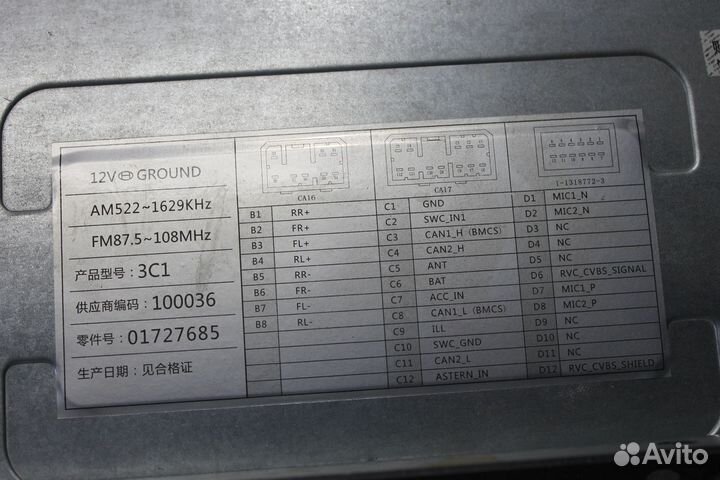 12V GROUND
AM522~1629KHz
FM87.5~108MHz
产品型号: 3C1
供应商编码: 100036
零件号: 01727685
生产日期: 见合格证
CA16
B1 RR+
B2 FR+
B3 FL+
B4 RL+
B5 RR-
B6 FR-
B7 FL-
B8 RL-
CA17
C1 GND
C2 SWC_IN1
C3 CAN1_H (BMCS)
C4 CAN2_H
C5 ANT
C6 BAT
C7 ACC_IN
C8 CAN1_L (BMCS)
C9 ILL
C10 SWC_GND
C11 CAN2_L
C12 ASTERN_IN
1-1318772-3
D1 MIC1_N
D2 MIC2_N
D3 NC
D4 NC
D5 NC
D6 RVC_CVBS_SIGNAL
D7 MIC1_P
D8 MIC2_P
D9 NC
D10 NC
D11 NC
D12 RVC_CVBS_SHIELD
Avito